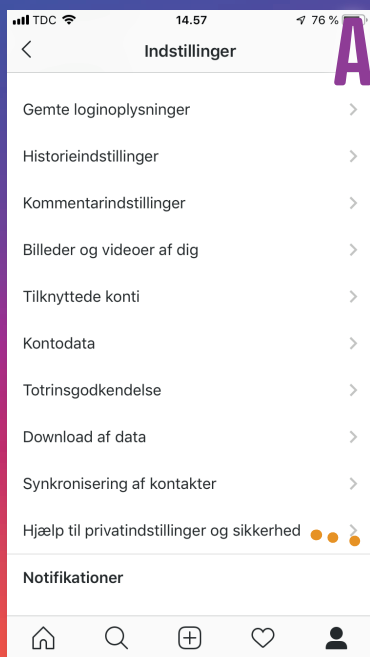 TDC 14.57 76 %
A
Indstillinger
Gemte loginoplysninger
Historieindstillinger
Kommentarindstillinger
Billeder og videoer af dig
Tilknyttede konti
Kontodata
Totrinsgodkendelse
Download af data
Synkronisering af kontakter
Hjælp til privatindstillinger og sikkerhed
Notifikationer